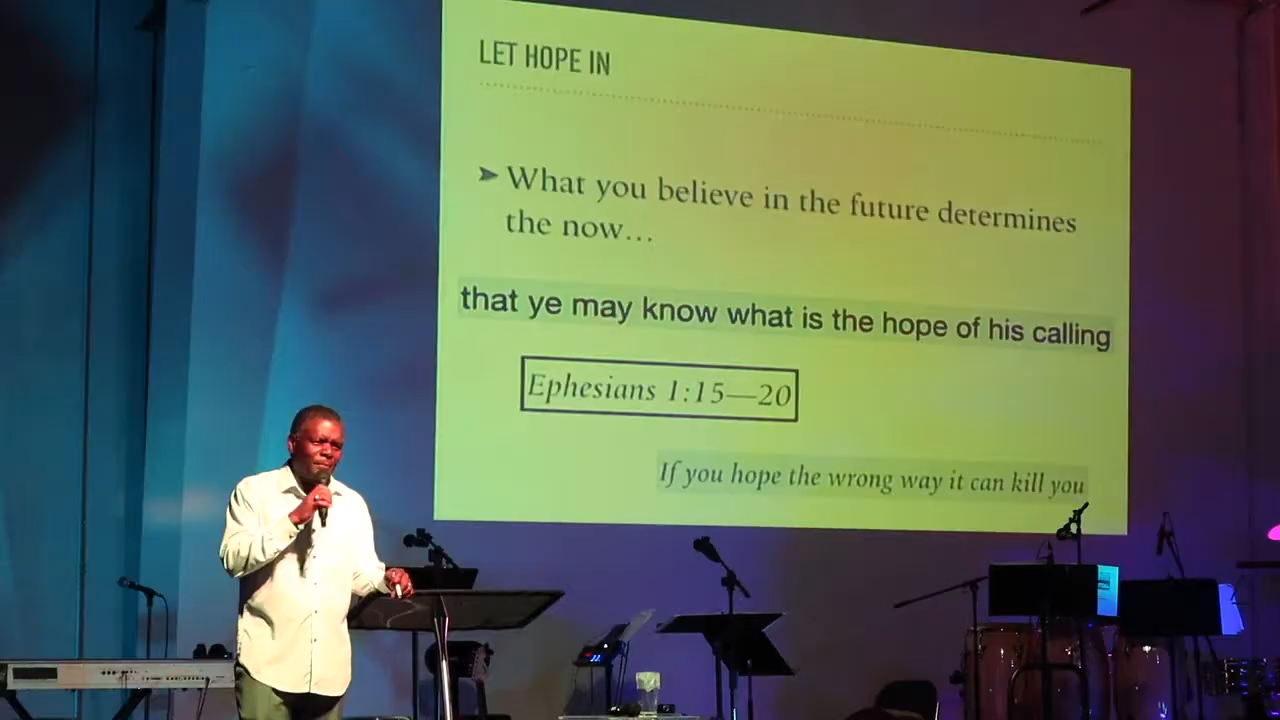 LET HOPE IN
➤ What you believe in the future determines
the now...
that ye may know what is the hope of his calling
Ephesians 1:15—20
If you hope the wrong way it can kill you